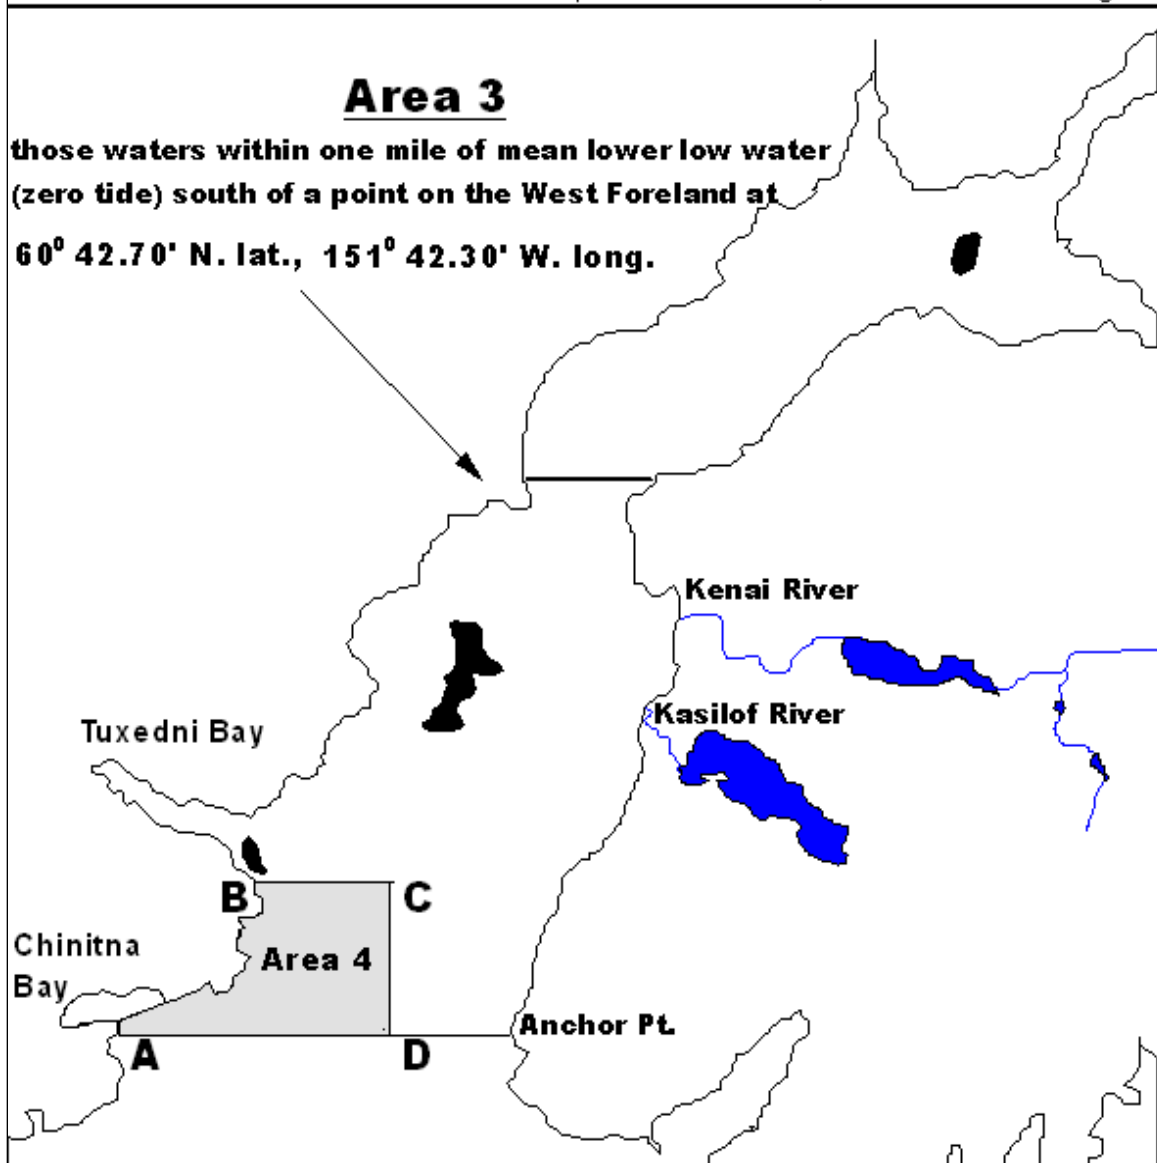 Area 3
those waters within one mile of mean lower low water
(zero tide) south of a point on the West Foreland at
60⁰ 42.70' N. lat., 151⁰ 42.30' W. long.
Kenai River
Kasilof River
Tuxedni Bay
B
C
Chinitna
Bay
Area 4
Anchor Pt.
A
D